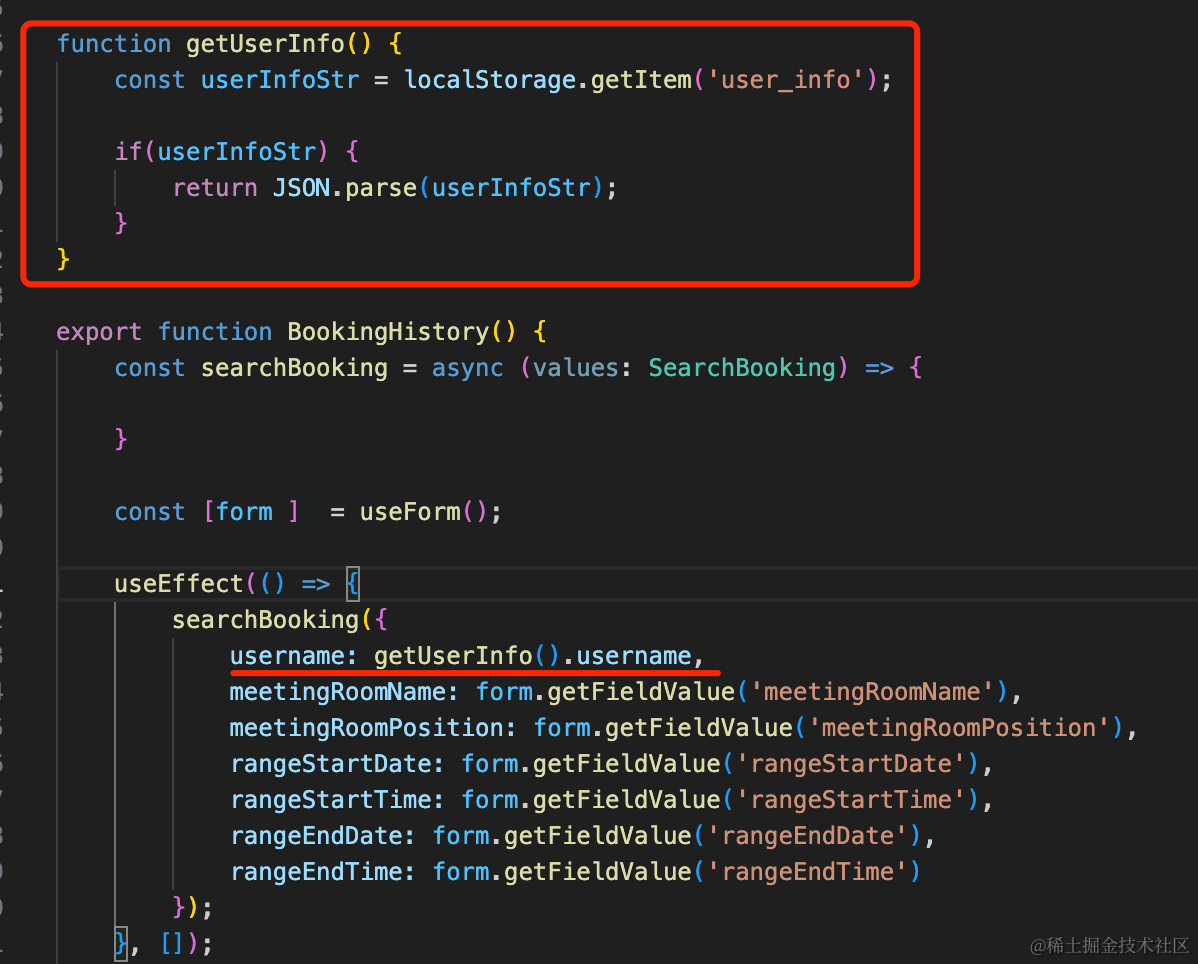 function getUserInfo() {
const userInfoStr = localStorage.getItem('user_info');
if(userInfoStr) {
return JSON.parse(userInfoStr);
}
}
export function BookingHistory() {
const searchBooking = async (values: SearchBooking) => {
}
const [form ]  = useForm();
useEffect(() => {
searchBooking({
username: getUserInfo().username,
meetingRoomName: form.getFieldValue('meetingRoomName'),
meetingRoomPosition: form.getFieldValue('meetingRoomPosition'),
rangeStartDate: form.getFieldValue('rangeStartDate'),
rangeStartTime: form.getFieldValue('rangeStartTime'),
rangeEndDate: form.getFieldValue('rangeEndDate'),
rangeEndTime: form.getFieldValue('rangeEndTime')
});
}, []);
@稀土掘金技术社区